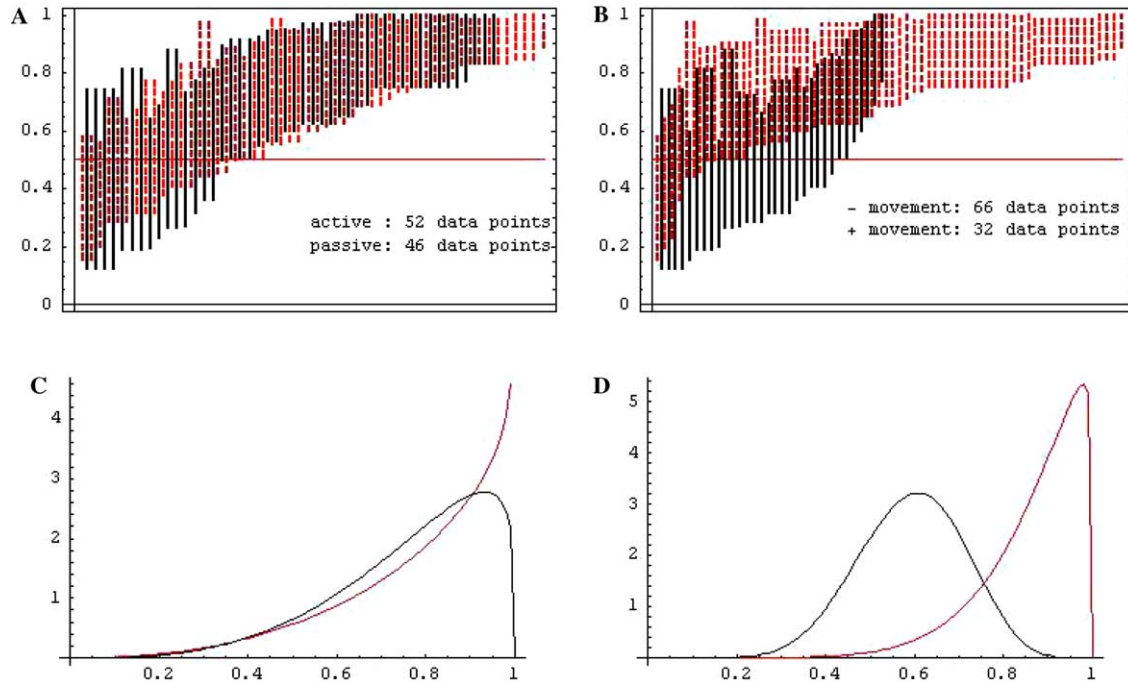 A
1
0.8
0.6
0.4
0.2
0
active : 52 data points
passive: 46 data points
B
1
0.8
0.6
0.4
0.2
0
- movement: 66 data points
+ movement: 32 data points
C
4
3
2
1
0.2 0.4 0.6 0.8 1
D
5
4
3
2
1
0.2 0.4 0.6 0.8 1